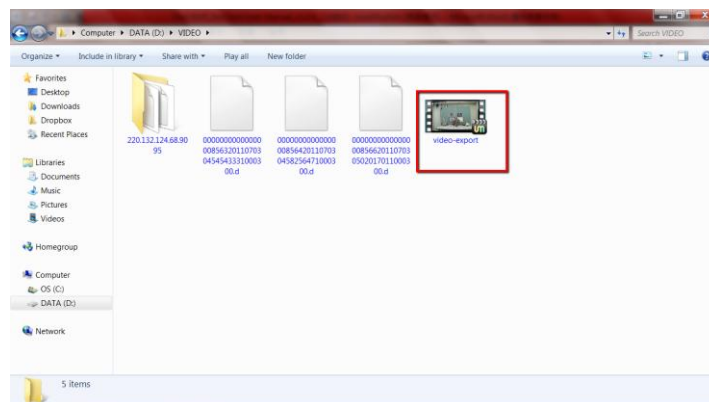 Computer ▸ DATA (D:) ▸ VIDEO ▸
Search VIDEO
Organize ▾ Include in library ▾ Share with ▾ Play all New folder
Favorites
Desktop
Downloads
Dropbox
Recent Places
Libraries
Documents
Music
Pictures
Videos
Homegroup
Computer
OS (C:)
DATA (D:)
Network
220.132.124.68.90
95
00000000000000
00856320110703
04545433310003
00.d
00000000000000
00856420110703
04582564710003
00.d
00000000000000
00856620110703
05020170110003
00.d
video-export
5 items